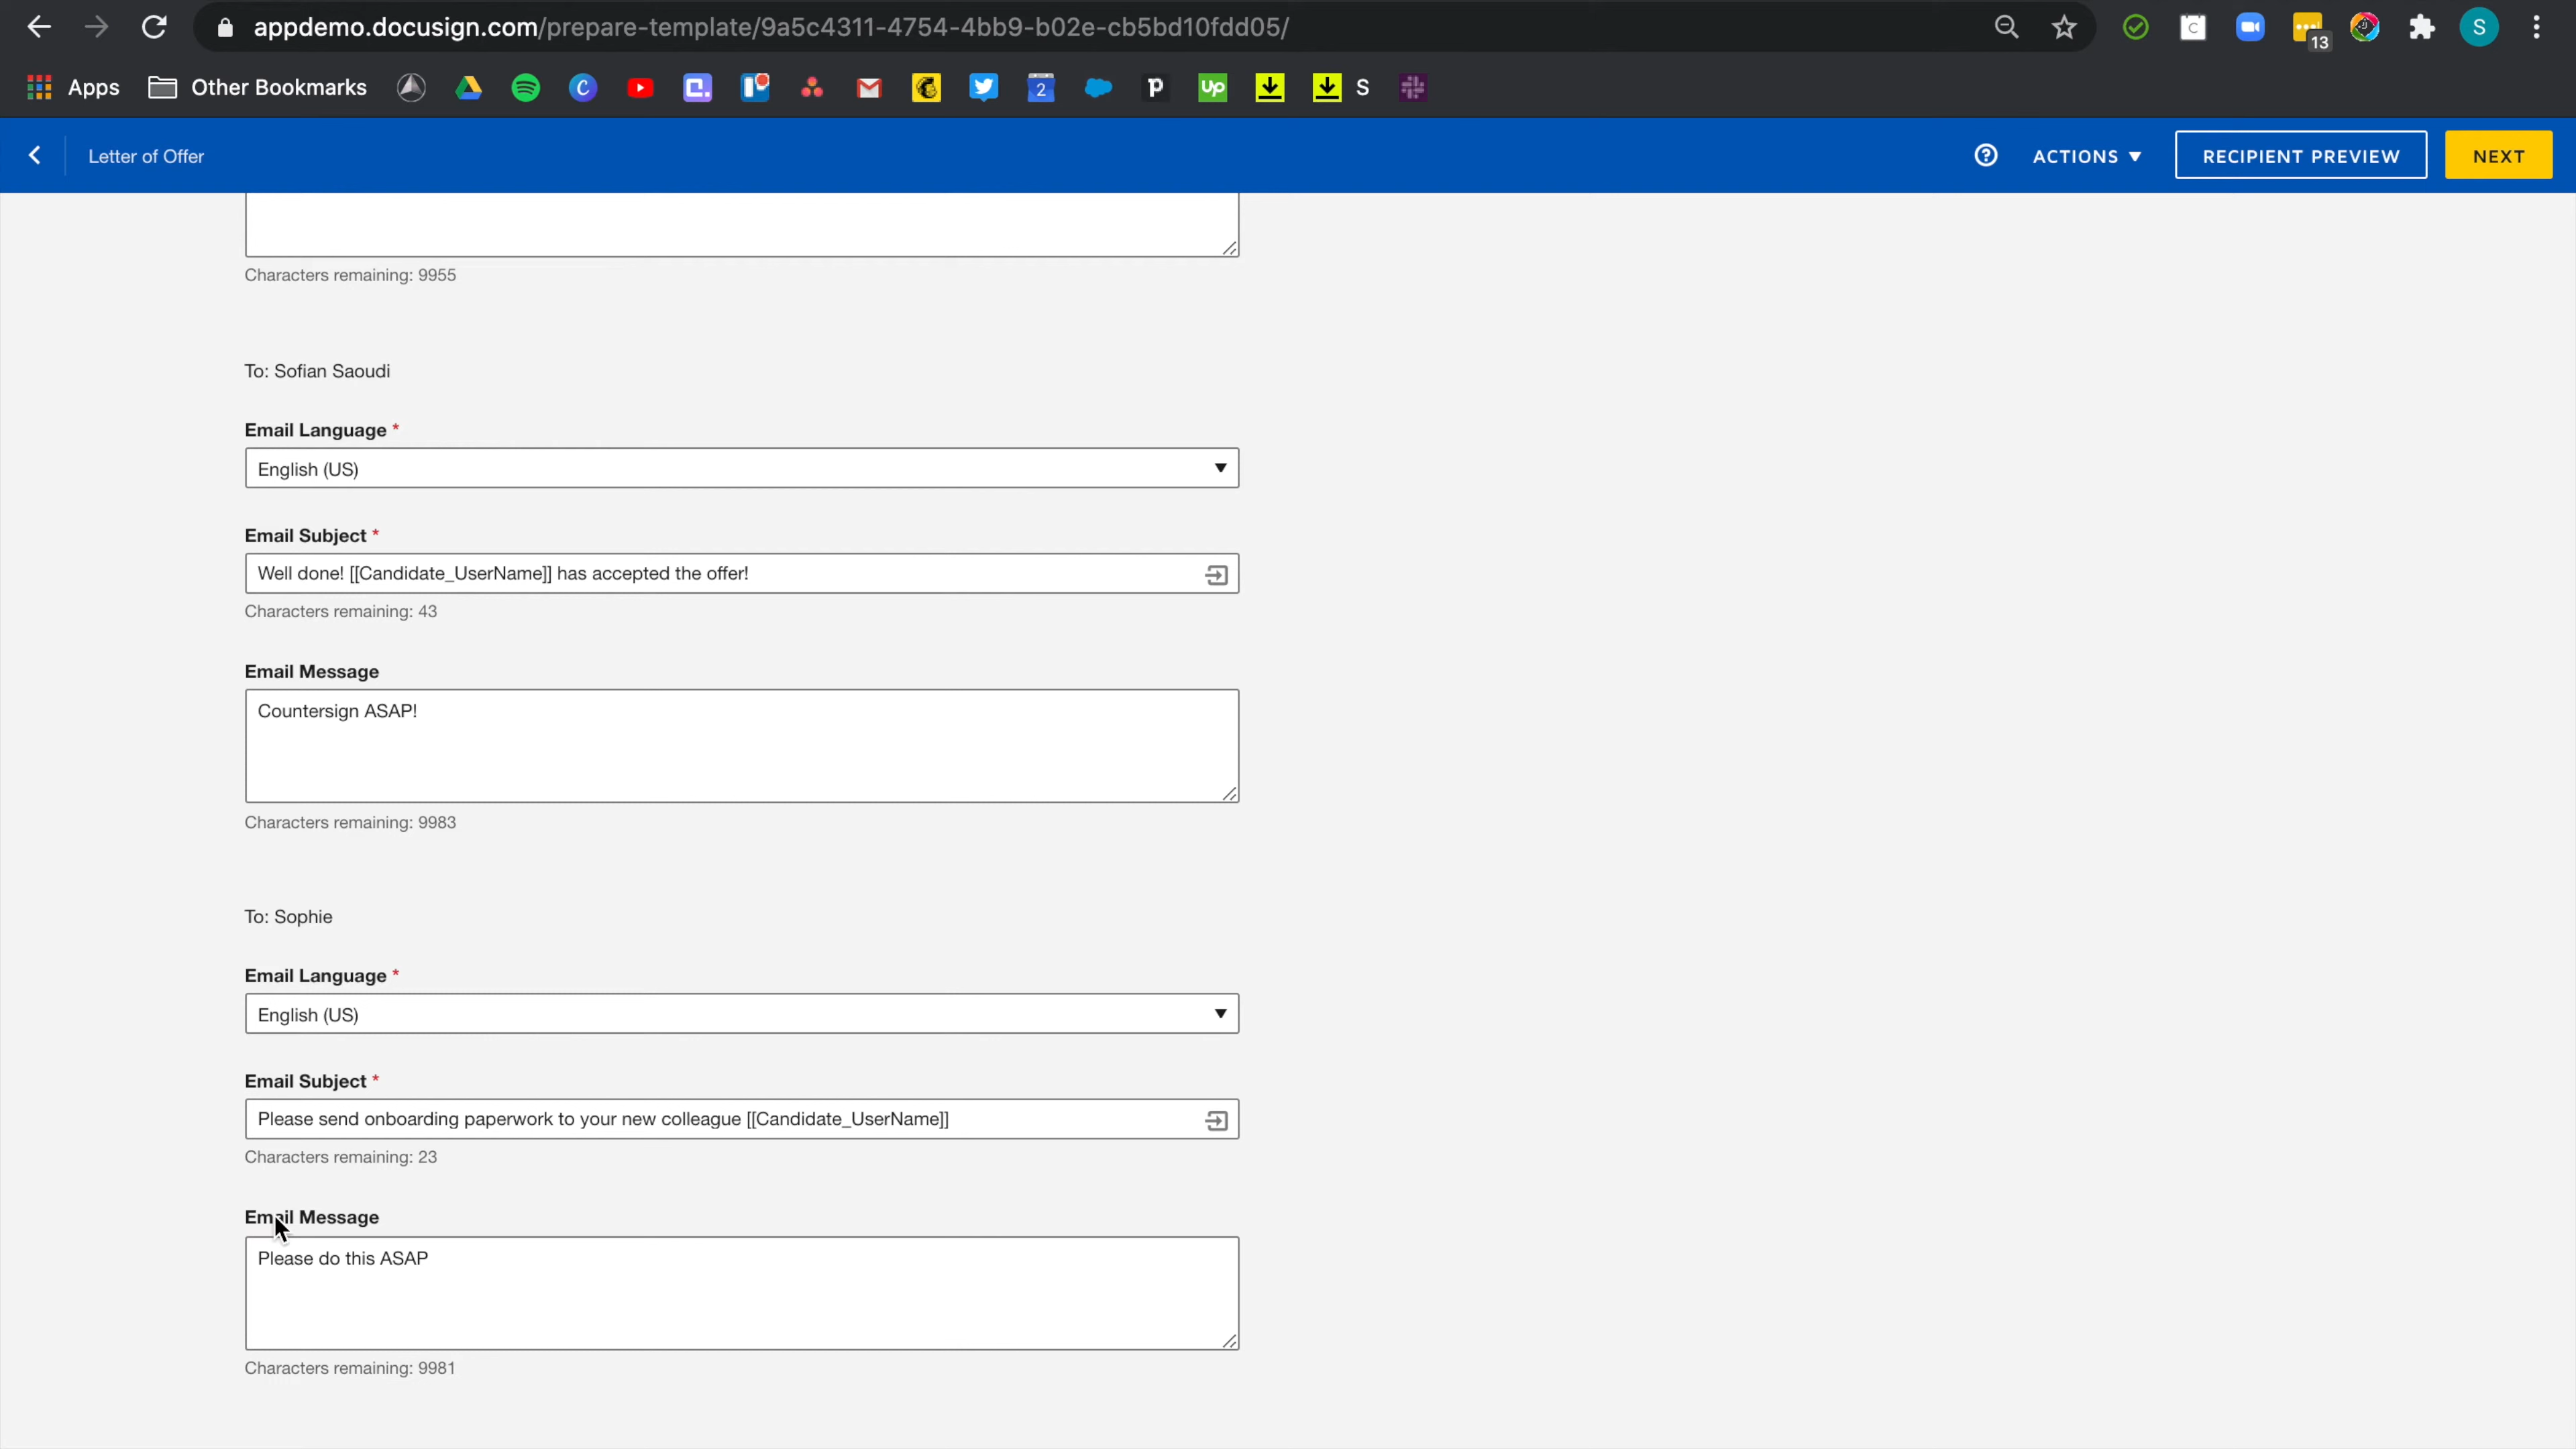 appdemo.docusign.com/prepare-template/9a5c4311-4754-4bb9-b02e-cb5bd10fdd05/
C
13
S
Apps
Other Bookmarks
2
up
S
Letter of Offer
ACTIONS
RECIPIENT PREVIEW
NEXT
Characters remaining: 9955
To: Sofian Saoudi
Email Language *
English (US)
Email Subject *
Well done! [[Candidate_UserName]] has accepted the offer!
Characters remaining: 43
Email Message
Countersign ASAP!
Characters remaining: 9983
To: Sophie
Email Language *
English (US)
Email Subject *
Please send onboarding paperwork to your new colleague [[Candidate_UserName]]
Characters remaining: 23
Email Message
Please do this ASAP
Characters remaining: 9981